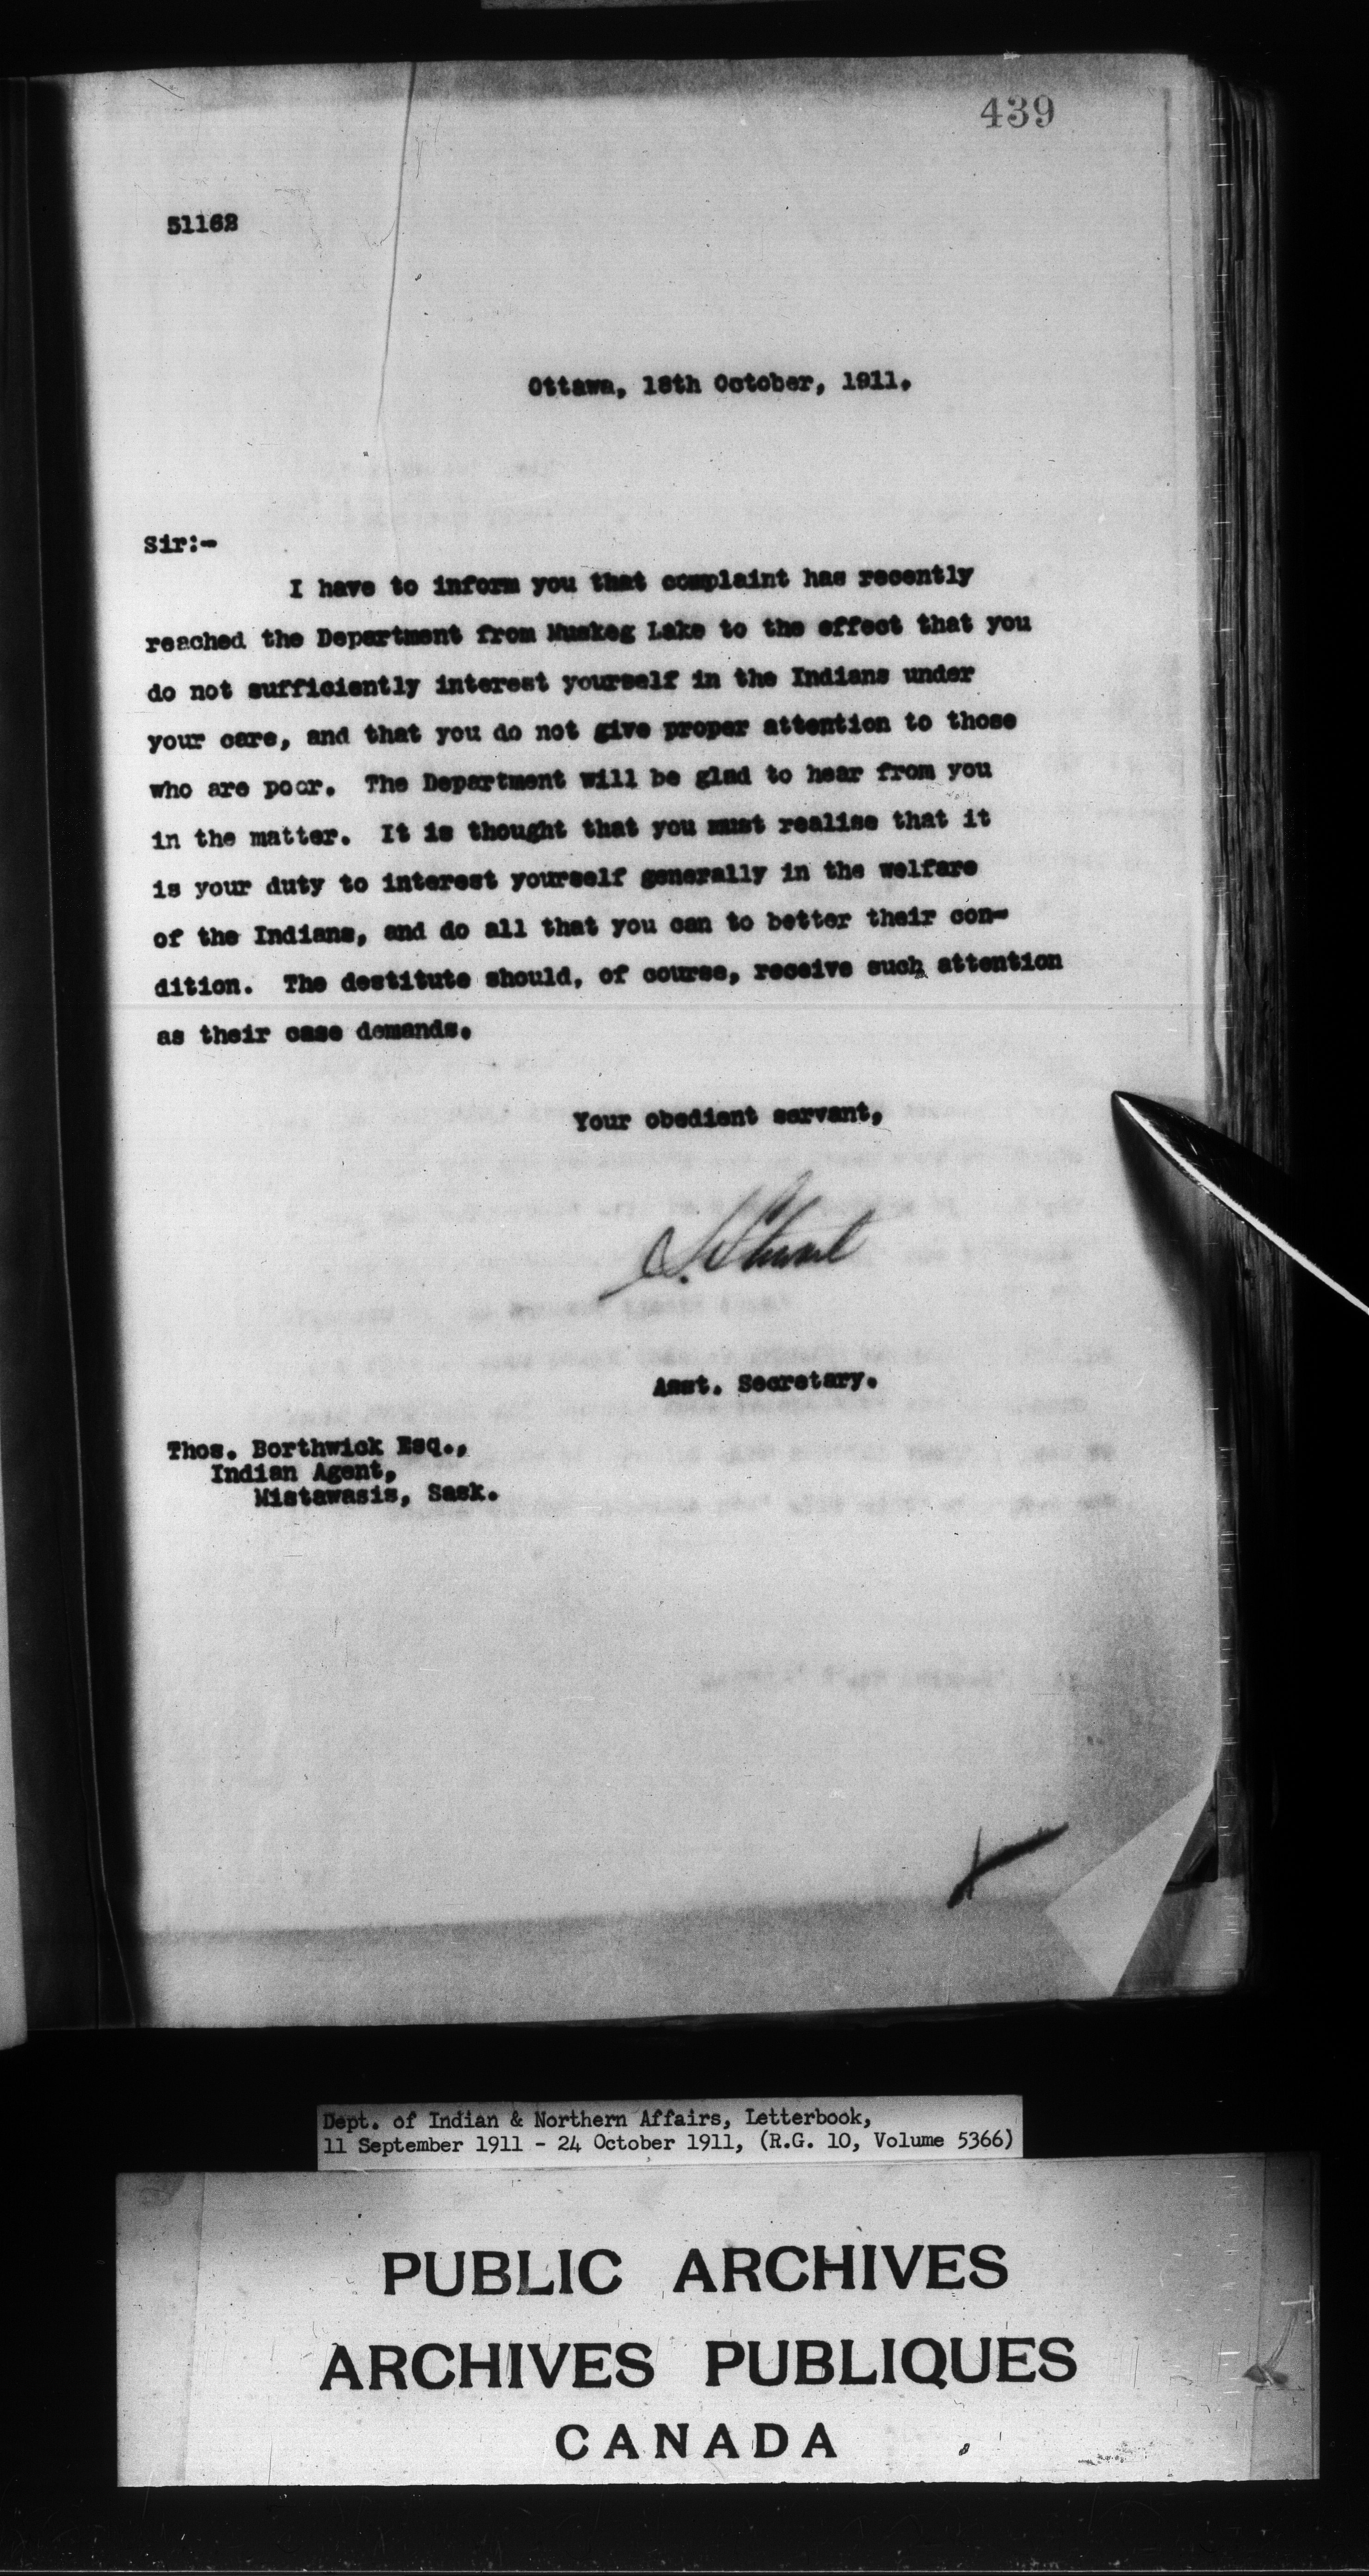 439
51162
Ottawa, 18th October, 1911.
Sir:-
I have to inform you that complaint has recently
reached the Department from Muskeg Lake to the effect that you
do not sufficiently interest yourself in the Indians under
your care, and that you do not give proper attention to those
who are poor. The Department will be glad to hear from you
in the matter. It is thought that you must realise that it
is your duty to interest yourself generally in the welfare
of the Indians, and do all that you can to better their con-
dition. The destitute should, of course, receive such attention
as their case demands.
Your obedient servant,
S. Stewart
Asst. Secretary.
Thos. Borthwick Esq.,
Indian Agent,
Mistawasis, Sask.
Dept. of Indian & Northern Affairs, Letterbook,
11 September 1911 - 24 October 1911, (R.G. 10, Volume 5366)
PUBLIC ARCHIVES
ARCHIVES PUBLIQUES
CANADA